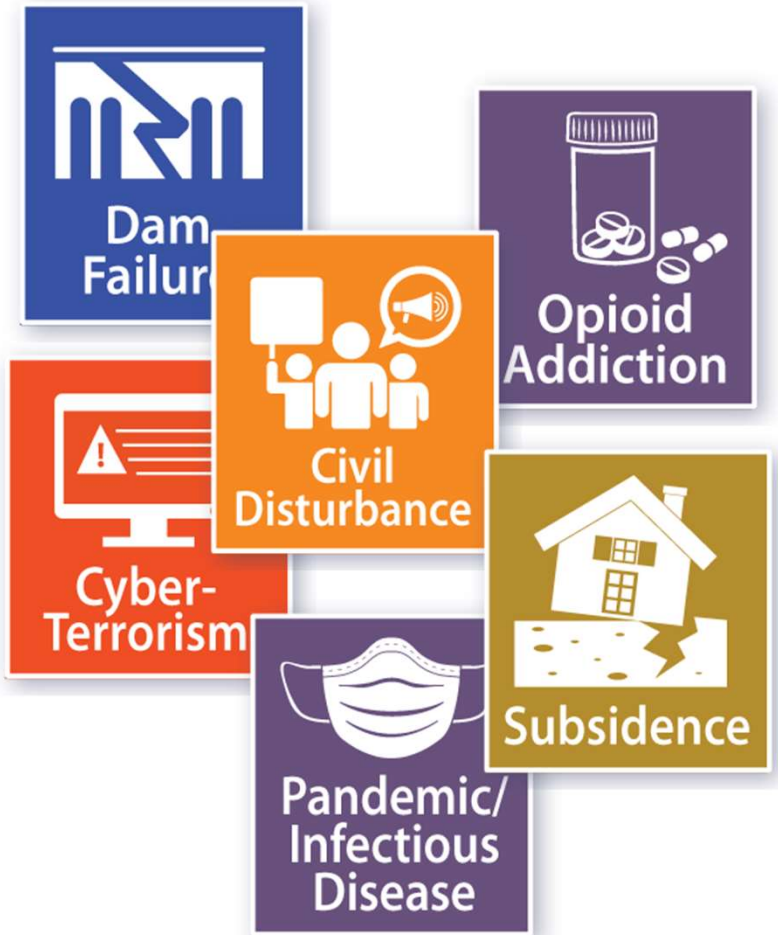 Dam
Failur
Opioid
Addiction
Civil
Disturbance
Cyber-
Terrorism
Subsidence
Pandemic/
Infectious
Disease